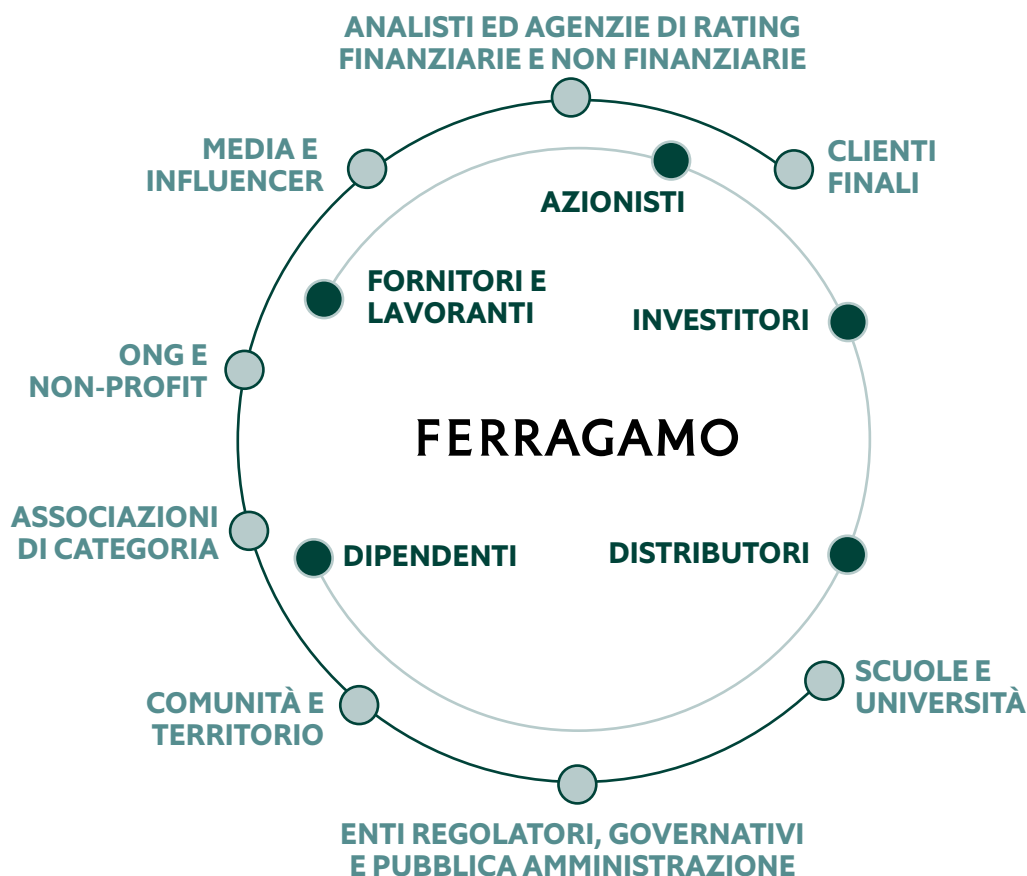 ANALISTI ED AGENZIE DI RATING
FINANZIARIE E NON FINANZIARIE
MEDIA E
INFLUENCER
CLIENTI
FINALI
AZIONISTI
FORNITORI E
LAVORANTI
INVESTITORI
ONG E
NON-PROFIT
FERRAGAMO
ASSOCIAZIONI
DI CATEGORIA
DIPENDENTI
DISTRIBUTORI
SCUOLE E
UNIVERSITÀ
COMUNITÀ E
TERRITORIO
ENTI REGOLATORI, GOVERNATIVI
E PUBBLICA AMMINISTRAZIONE